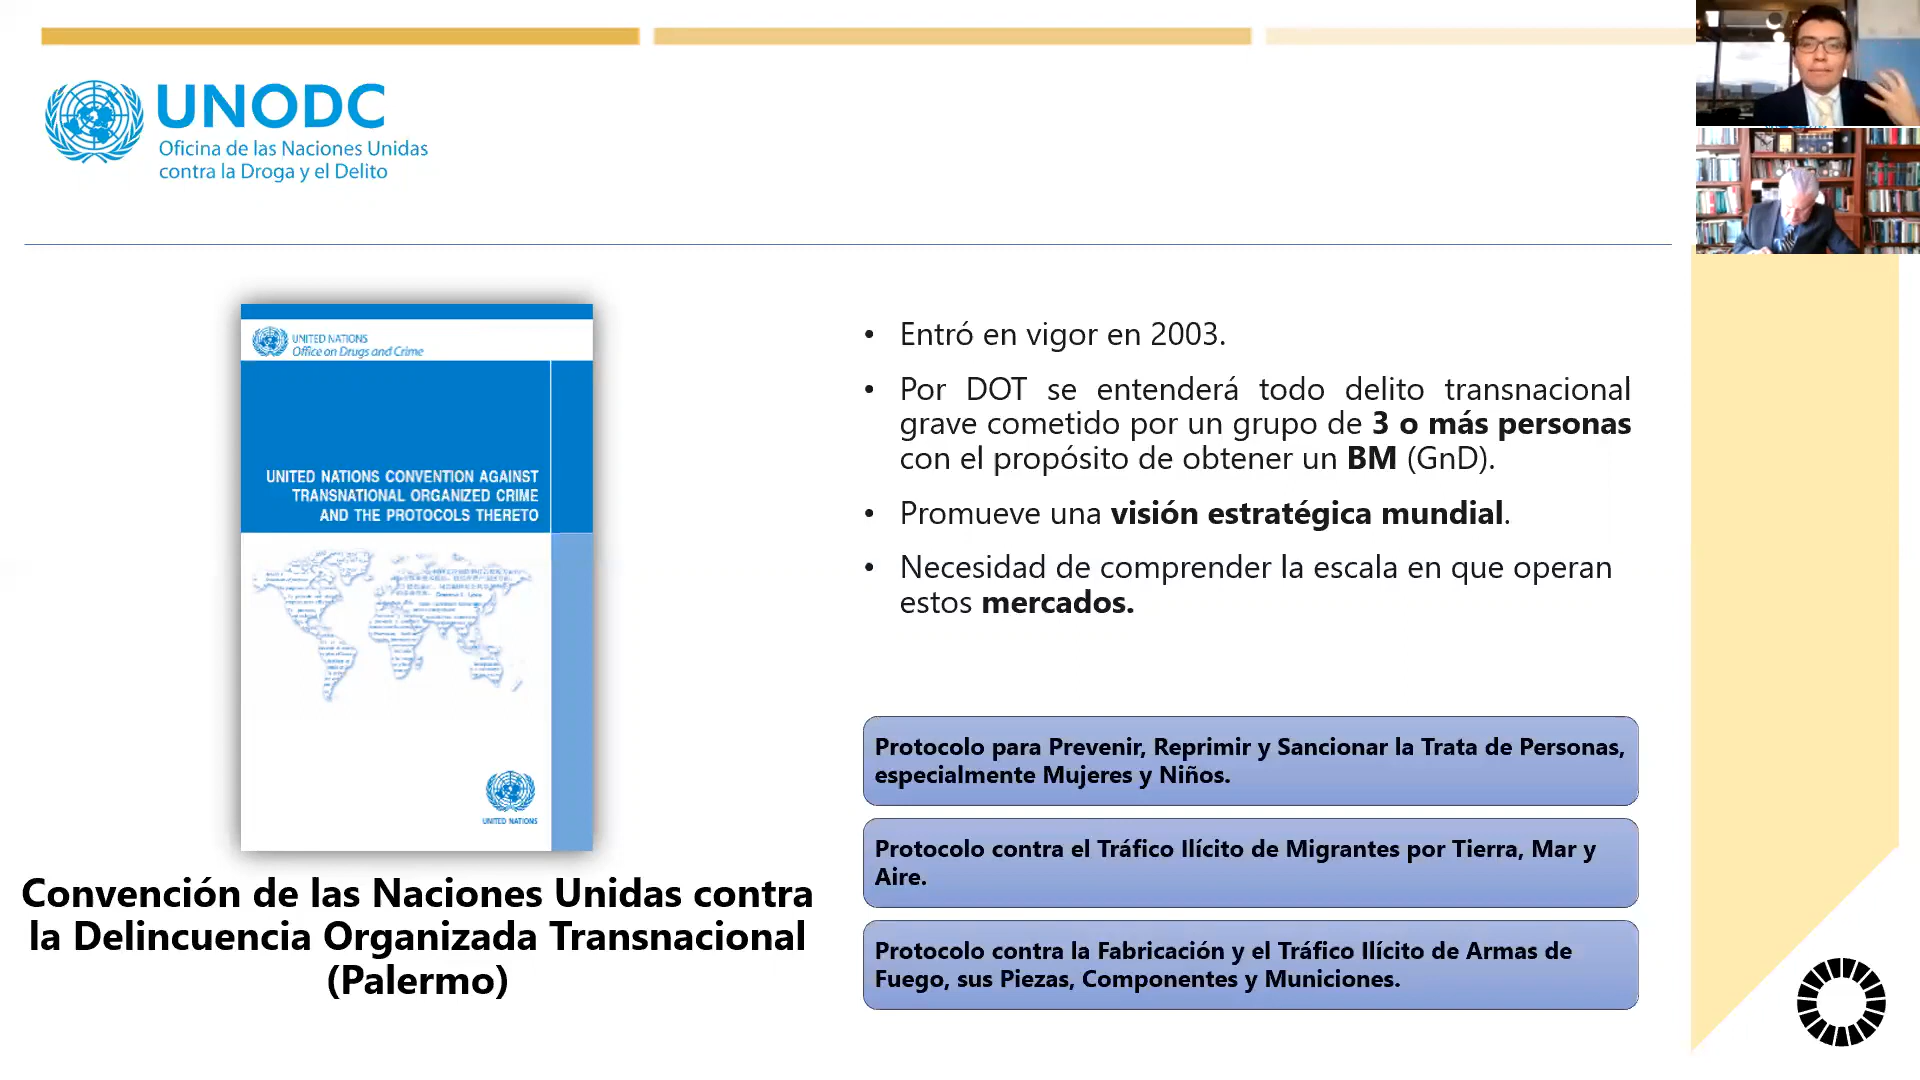 UNODC
Oficina de las Naciones Unidas
contra la Droga y el Delito
UNITED NATIONS
Office on Drugs and Crime
UNITED NATIONS CONVENTION AGAINST
TRANSNATIONAL ORGANIZED CRIME
AND THE PROTOCOLS THERETO
UNITED NATIONS
Convención de las Naciones Unidas contra
la Delincuencia Organizada Transnacional
(Palermo)
• Entró en vigor en 2003.
• Por DOT se entenderá todo delito transnacional
grave cometido por un grupo de 3 o más personas
con el propósito de obtener un BM (GnD).
• Promueve una visión estratégica mundial.
• Necesidad de comprender la escala en que operan
estos mercados.
Protocolo para Prevenir, Reprimir y Sancionar la Trata de Personas,
especialmente Mujeres y Niños.
Protocolo contra el Tráfico Ilícito de Migrantes por Tierra, Mar y
Aire.
Protocolo contra la Fabricación y el Tráfico Ilícito de Armas de
Fuego, sus Piezas, Componentes y Municiones.